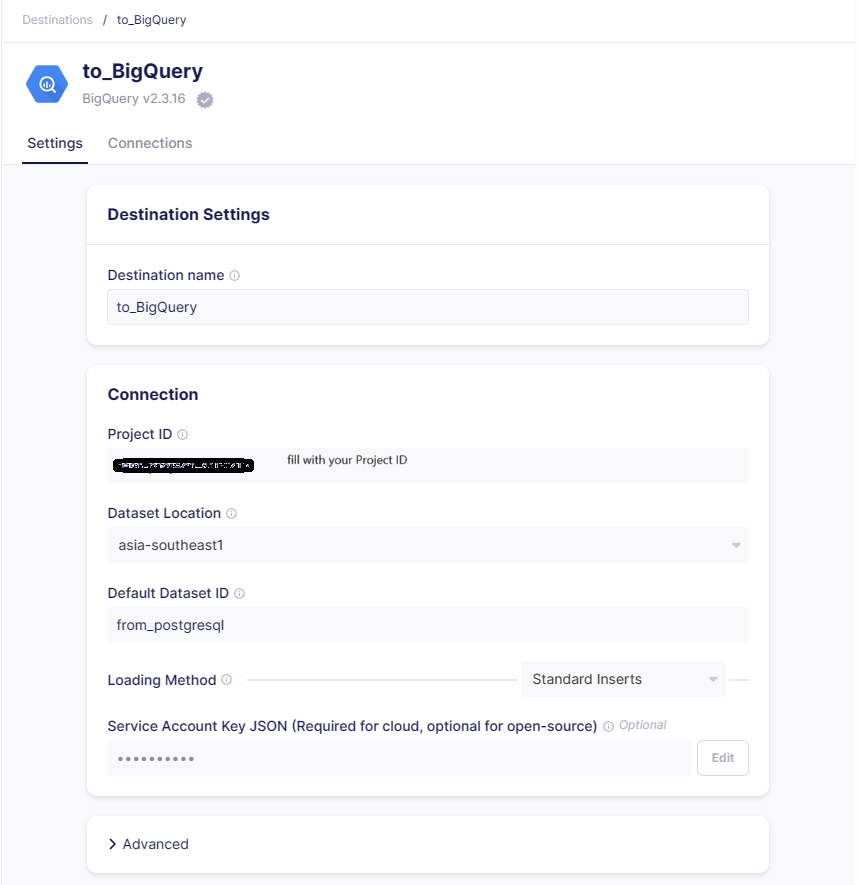 Destinations / to_BigQuery
to_BigQuery
BigQuery v2.3.16
Settings Connections
Destination Settings
Destination name
to_BigQuery
Connection
Project ID
fill with your Project ID
Dataset Location
asia-southeast1
Default Dataset ID
from_postgresql
Loading Method Standard Inserts
Service Account Key JSON (Required for cloud, optional for open-source) Optional
••••••••••
Edit
Advanced